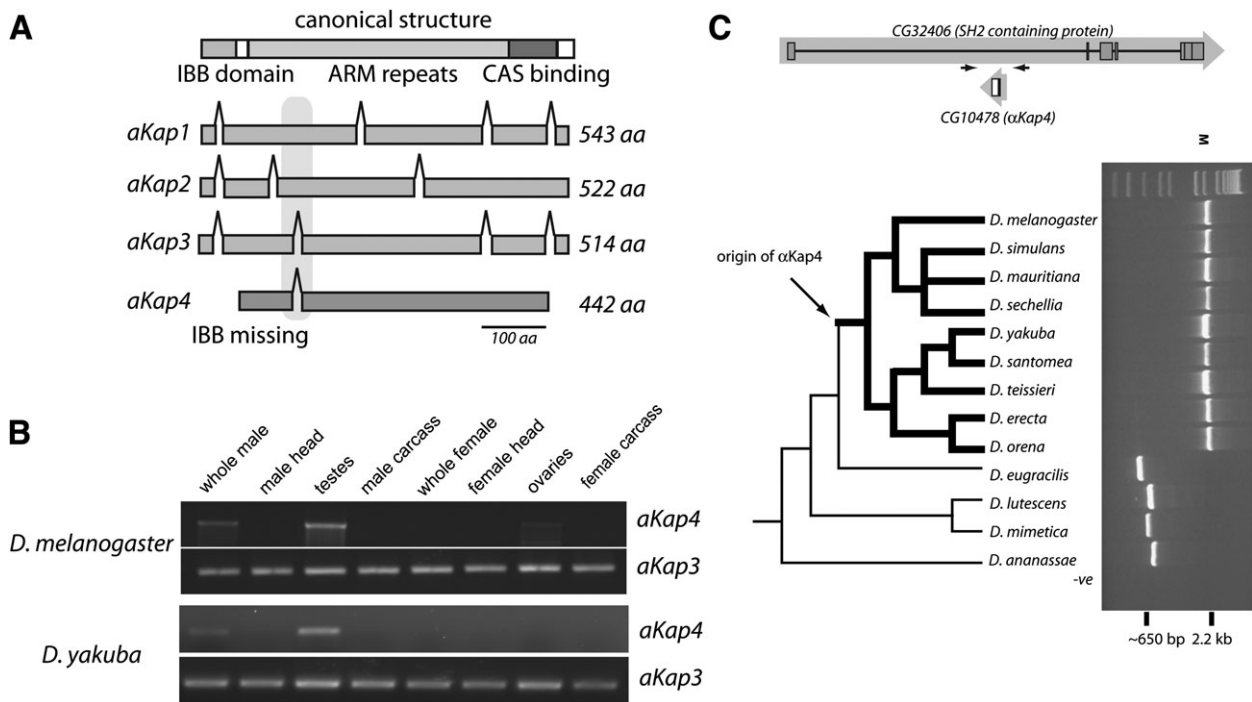 A
canonical structure
IBB domain ARM repeats CAS binding
aKap1 543 aa
aKap2 522 aa
aKap3 514 aa
aKap4 442 aa
IBB missing 100 aa
B
whole male
male head
testes
male carcass
whole female
female head
ovaries
female carcass
D. melanogaster
aKap4
aKap3
D. yakuba
aKap4
aKap3
C
CG32406 (SH2 containing protein)
CG10478 (αKap4)
M
origin of αKap4
D. melanogaster
D. simulans
D. mauritiana
D. sechellia
D. yakuba
D. santomea
D. teissieri
D. erecta
D. orena
D. eugracilis
D. lutescens
D. mimetica
D. ananassae
-ve
~650 bp 2.2 kb